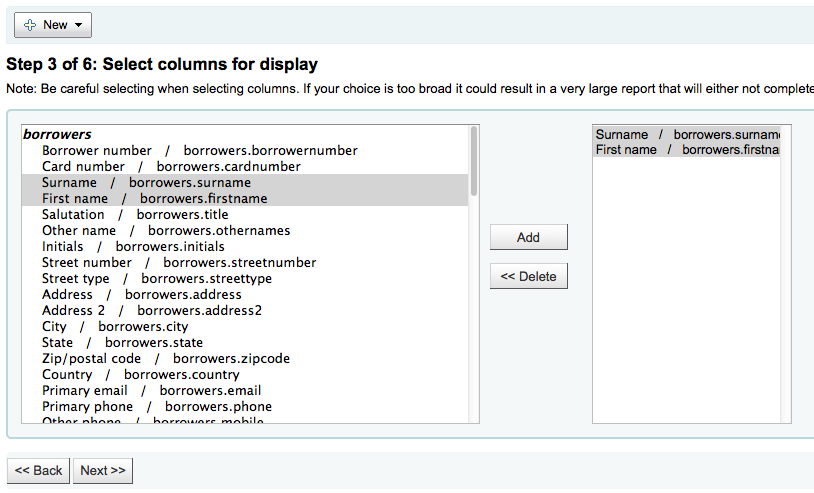 New
Step 3 of 6: Select columns for display
Note: Be careful selecting when selecting columns. If your choice is too broad it could result in a very large report that will either not complete
borrowers
Borrower number / borrowers.borrowernumber
Card number / borrowers.cardnumber
Surname / borrowers.surname
First name / borrowers.firstname
Salutation / borrowers.title
Other name / borrowers.othernames
Initials / borrowers.initials
Street number / borrowers.streetnumber
Street type / borrowers.streettype
Address / borrowers.address
Address 2 / borrowers.address2
City / borrowers.city
State / borrowers.state
Zip/postal code / borrowers.zipcode
Country / borrowers.country
Primary email / borrowers.email
Primary phone / borrowers.phone
Other phone / borrowers.mobile
Add
<< Delete
Surname / borrowers.surnam
First name / borrowers.firstna
<< Back
Next >>